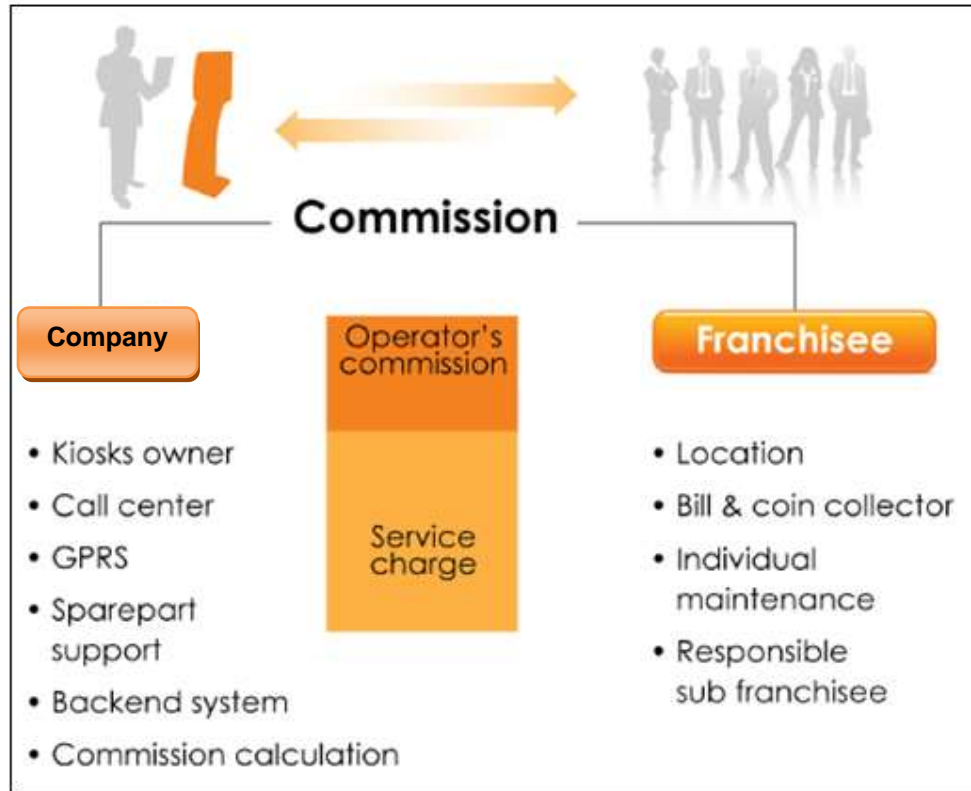 Commission
Company
• Kiosks owner
• Call center
• GPRS
• Sparepart
support
• Backend system
• Commission calculation
Operator's
commission
Service
charge
Franchisee
• Location
• Bill & coin collector
• Individual
maintenance
• Responsible
sub franchisee